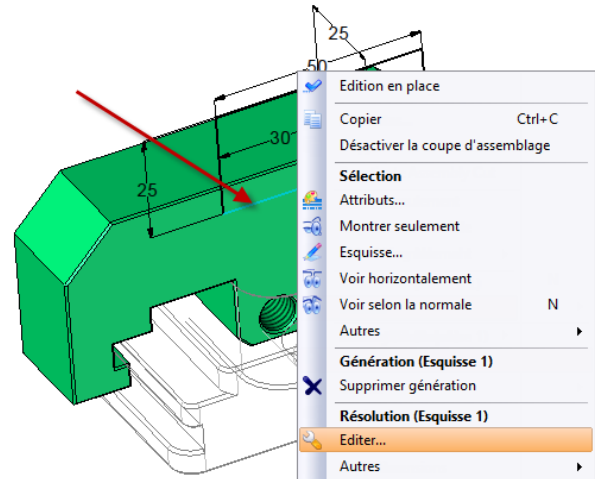 25
50
Edition en place
Copier Ctrl+C
30
Désactiver la coupe d'assemblage
Sélection
25
Attributs...
Montrer seulement
Esquisse...
Voir horizontalement
Voir selon la normale N
Autres
Génération (Esquisse 1)
Supprimer génération
Résolution (Esquisse 1)
Editer...
Autres